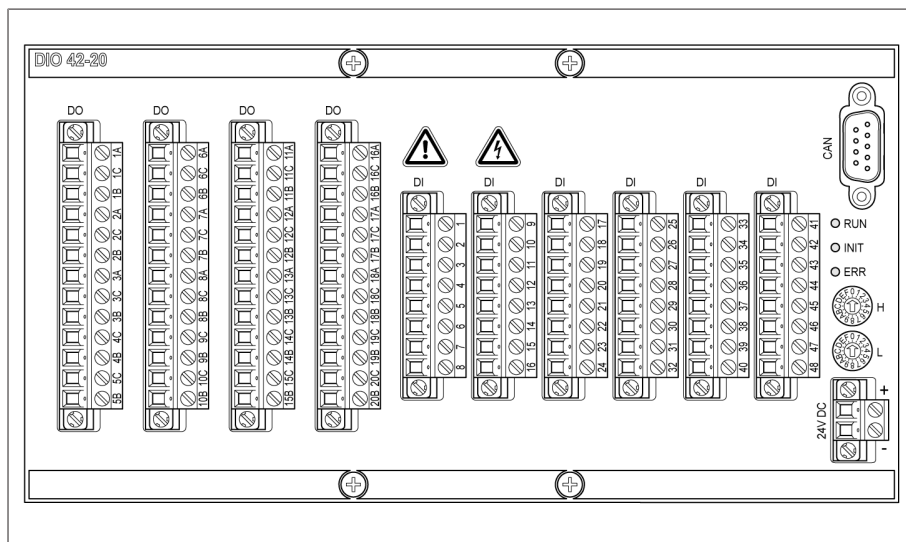 DIO 42-20
DO
DO
DO
DO
1A
1C
1B
2A
2C
2B
3A
3C
3B
4C
4B
5C
5B
6A
6C
6B
7A
7C
7B
8A
8C
8B
9C
9B
10C
10B
11A
11C
11B
12A
12C
12B
13A
13C
13B
14C
14B
15C
15B
16A
16C
16B
17A
17C
17B
18A
18C
18B
19C
19B
20C
20B
DI
DI
DI
DI
DI
DI
1
2
3
4
5
6
7
8
9
10
11
12
13
14
15
16
17
18
19
20
21
22
23
24
25
26
27
28
29
30
31
32
33
34
35
36
37
38
39
40
41
42
43
44
45
46
47
48
CAN
RUN
INIT
ERR
H
L
24V DC
+
-